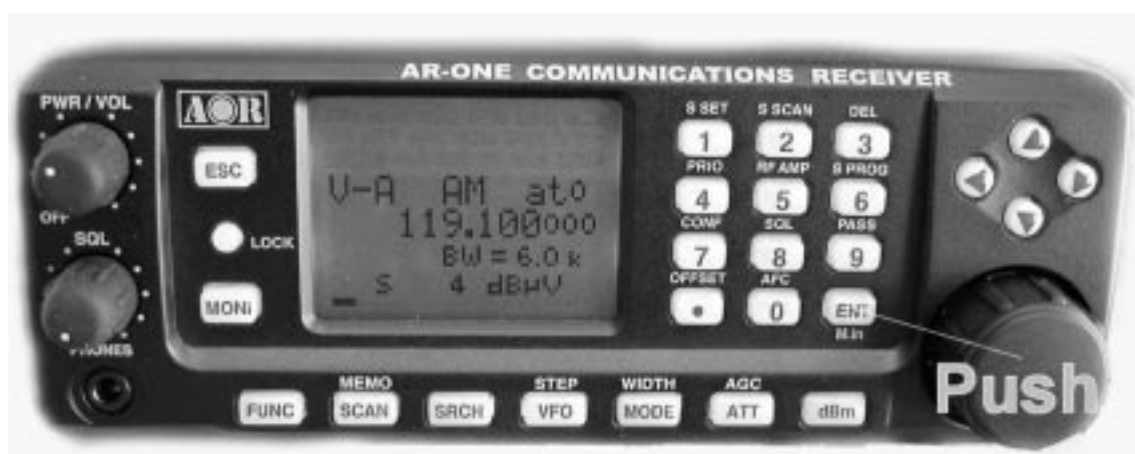 AR-ONE COMMUNICATIONS RECEIVER
PWR / VOL
OFF
SQL
PHONES
AOR
ESC
LOCK
MONi
V-A AM ato
119.100000
BW = 6.0 k
S 4 dBµV
S SET S SCAN DEL
1 2 3
PRIO RF AMP S PROG
4 5 6
CONF SQL PASS
7 8 9
OFFSET AFC
• 0 ENT
M.in
MEMO STEP WIDTH AGC
FUNC SCAN SRCH VFO MODE ATT dBm
Push